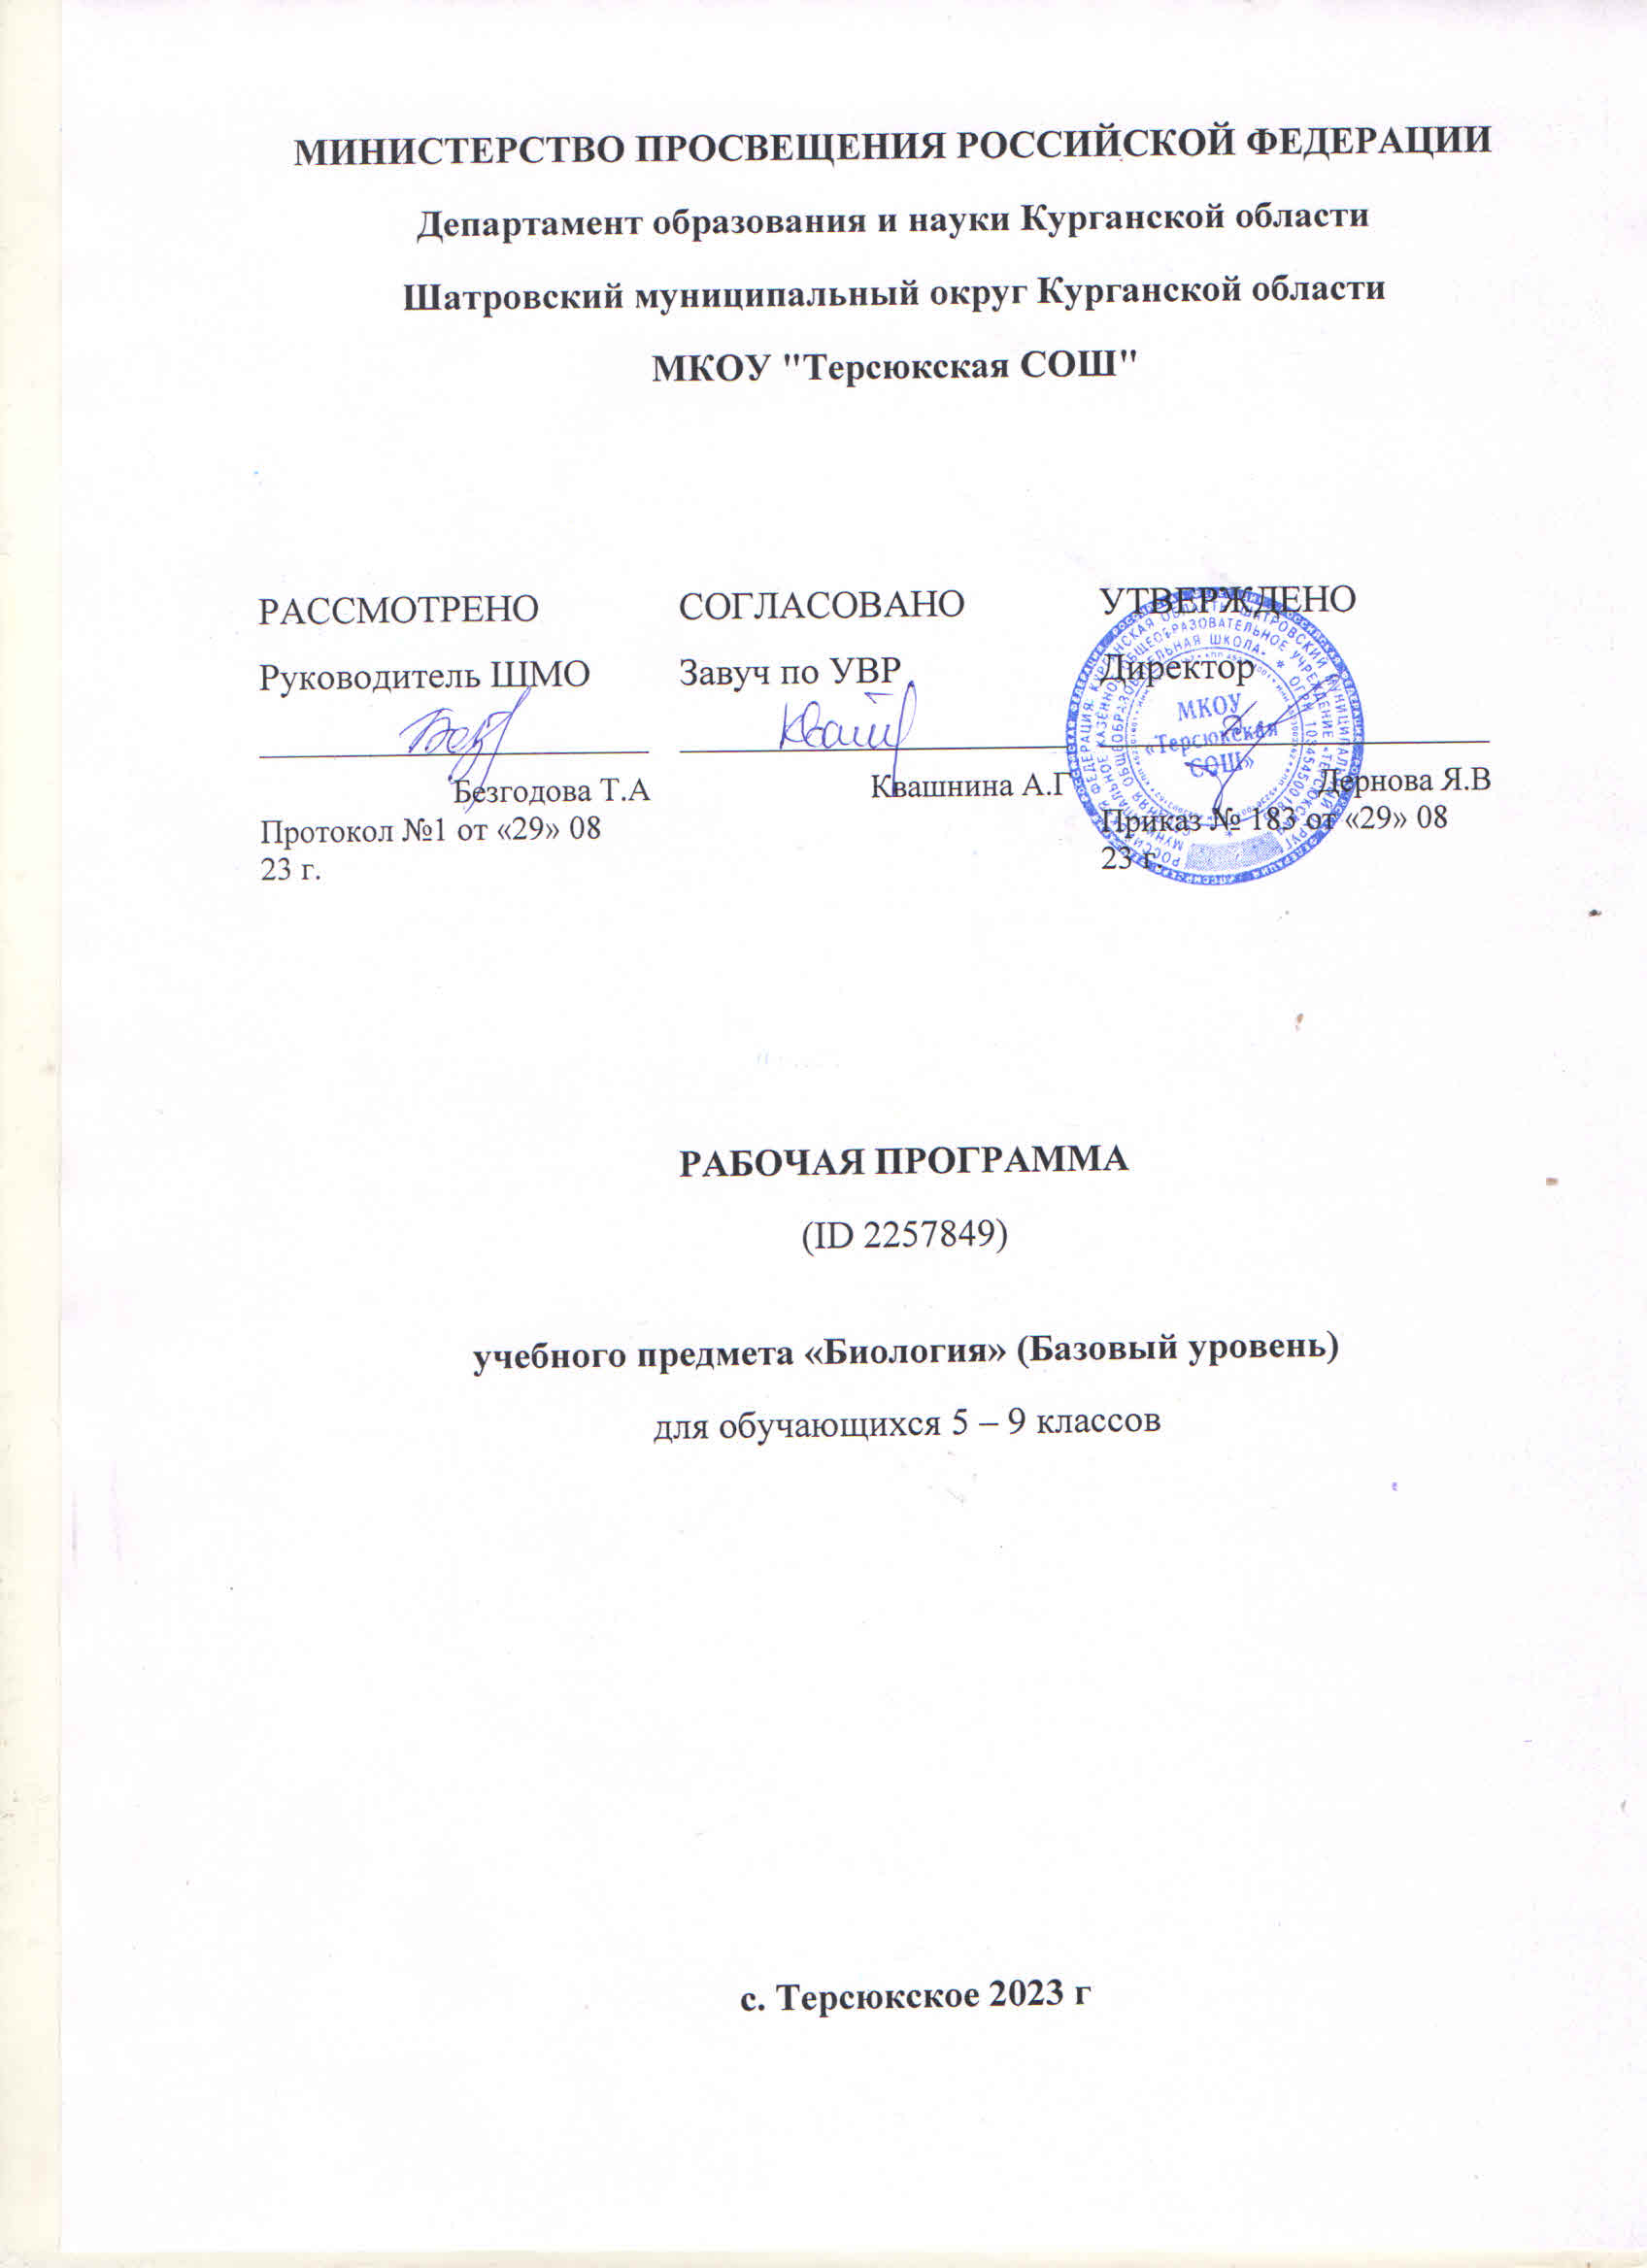 МИНИСТЕРСТВО ПРОСВЕЩЕНИЯ РОССИЙСКОЙ ФЕДЕРАЦИИ
Департамент образования и науки Курганской области
Шатровский муниципальный округ Курганской области
МКОУ "Терсюкская СОШ"
РАССМОТРЕНО
Руководитель ШМО
Безгодова Т.А
Протокол №1 от «29» 08
23 г.
СОГЛАСОВАНО
Завуч по УВР
Квашнина А.Г
УТВЕРЖДЕНО
Директор
МКОУ
«Терсюкская
СОШ»
Дернова Я.В
Приказ № 183 от «29» 08
23 г.
РАБОЧАЯ ПРОГРАММА
(ID 2257849)
учебного предмета «Биология» (Базовый уровень)
для обучающихся 5 – 9 классов
с. Терсюкское 2023 г